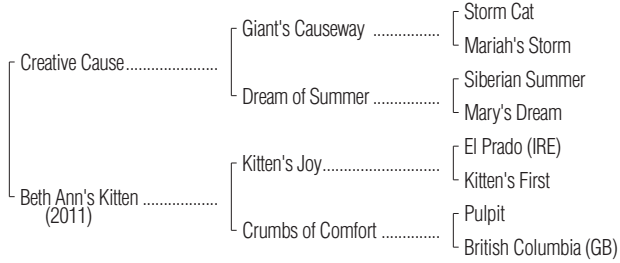 Storm Cat
Giant's Causeway ................
Mariah's Storm
Creative Cause......................
Siberian Summer
Dream of Summer ................
Mary's Dream
El Prado (IRE)
Kitten's Joy...........................
Kitten's First
Beth Ann's Kitten ..................
(2011)
Pulpit
Crumbs of Comfort ..............
British Columbia (GB)